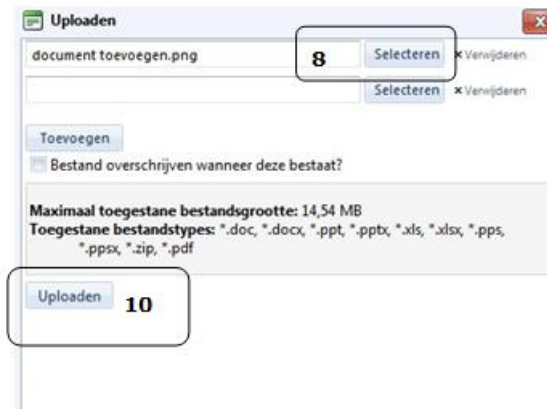 Uploaden
document toevoegen.png 8 Selecteren × Verwijderen
Selecteren × Verwijderen
Toevoegen
Bestand overschrijven wanneer deze bestaat?
Maximaal toegestane bestandsgrootte: 14,54 MB
Toegestane bestandstypes: *.doc, *.docx, *.ppt, *.pptx, *.xls, *.xlsx, *.pps,
*.ppsx, *.zip, *.pdf
Uploaden 10